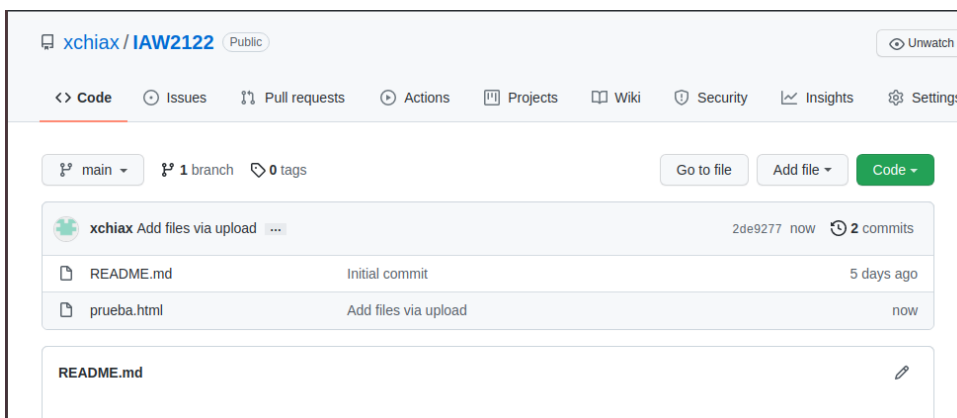 xchiax / IAW2122 Public
Unwatch
<> Code Issues Pull requests Actions Projects Wiki Security Insights Settings
main 1 branch 0 tags Go to file Add file Code
xchiax Add files via upload ... 2de9277 now 2 commits
README.md Initial commit 5 days ago
prueba.html Add files via upload now
README.md